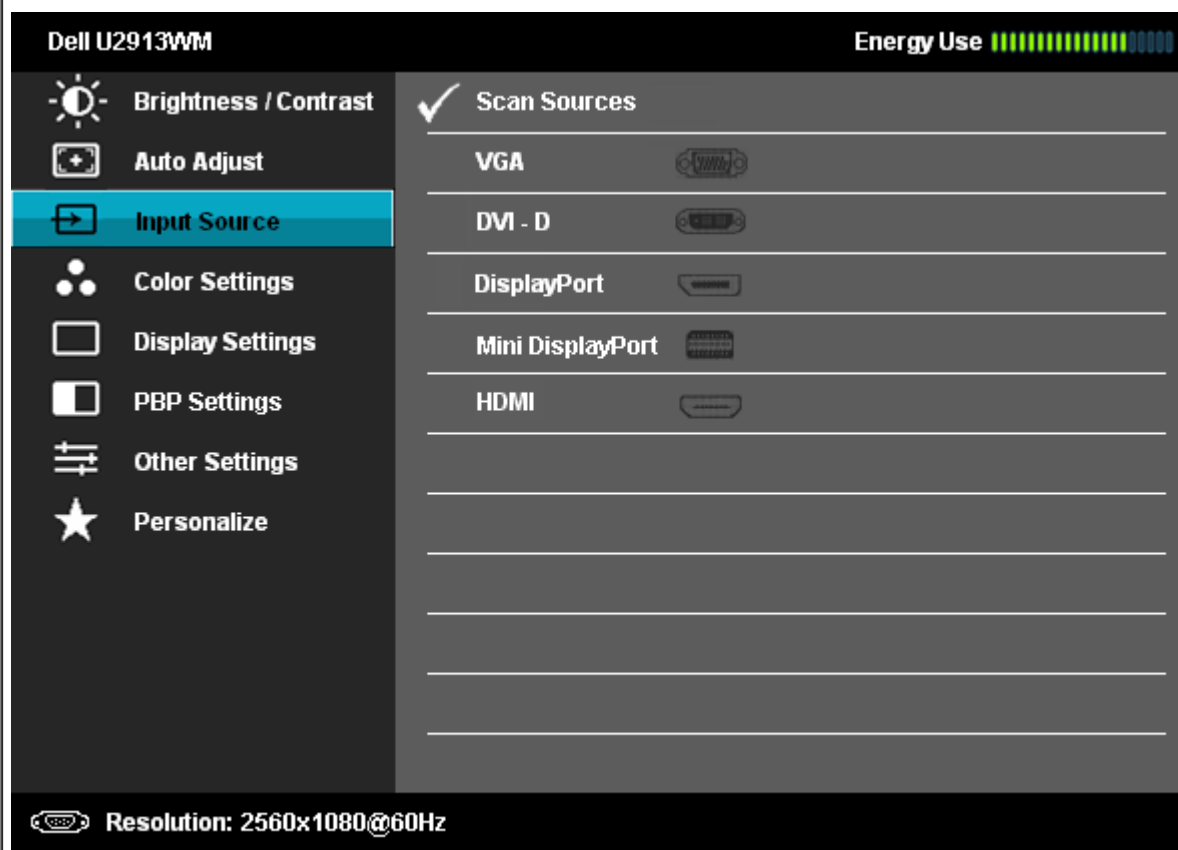 Dell U2913WM Energy Use
Brightness / Contrast Scan Sources
Auto Adjust VGA
Input Source DVI - D
Color Settings DisplayPort
Display Settings Mini DisplayPort
PBP Settings HDMI
Other Settings
Personalize
Resolution: 2560x1080@60Hz